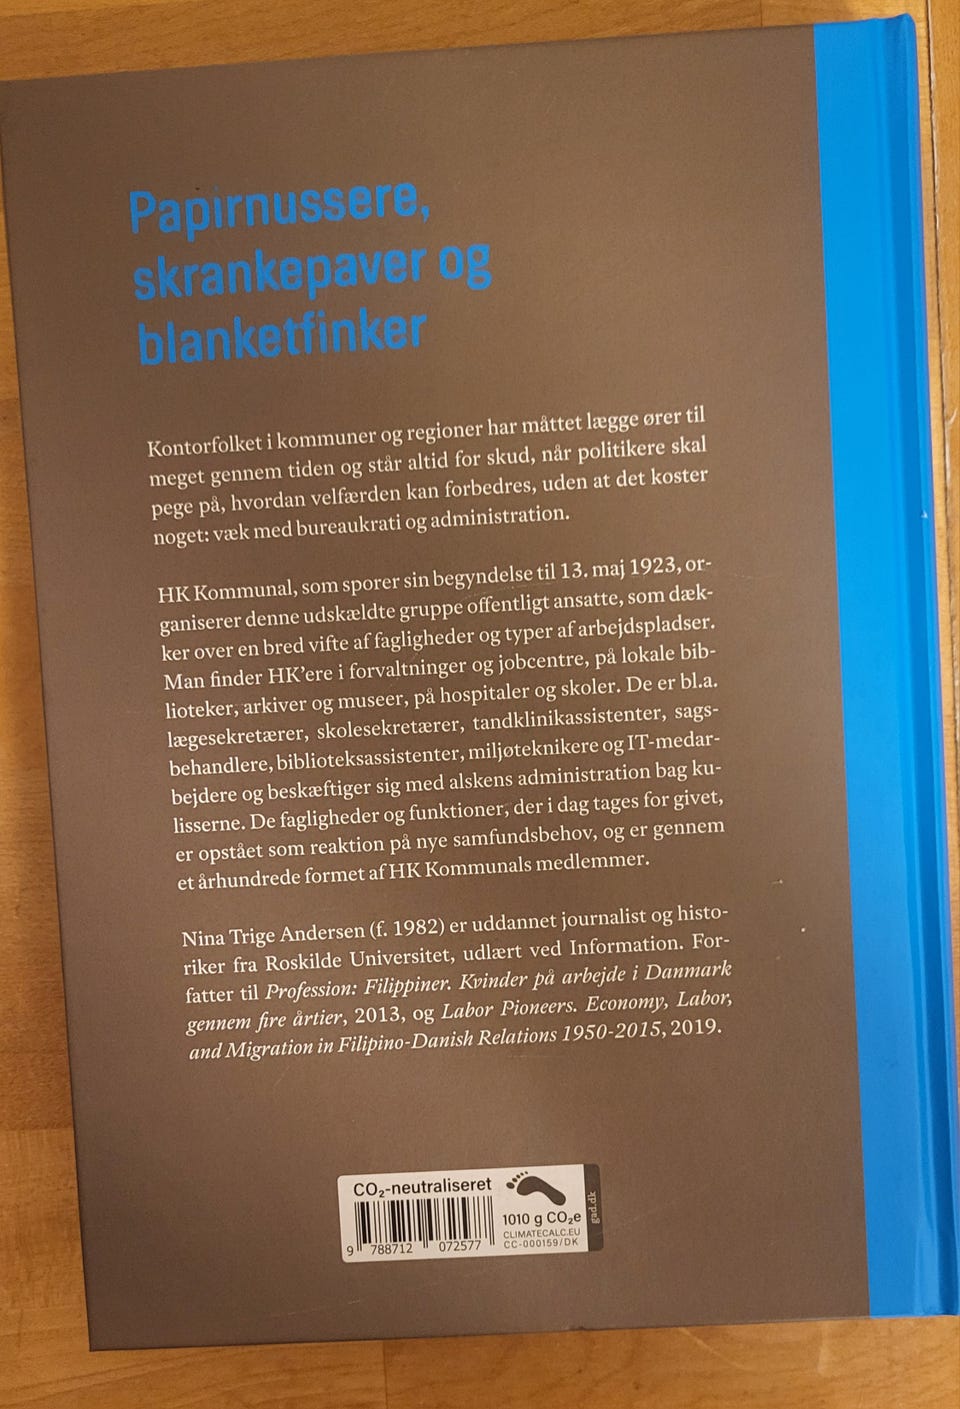 Papirnussere,
skrankepaver og
blanketfinker
Kontorfolket i kommuner og regioner har måttet lægge ører til
meget gennem tiden og står altid for skud, når politikere skal
pege på, hvordan velfærden kan forbedres, uden at det koster
noget: væk med bureaukrati og administration.
HK Kommunal, som sporer sin begyndelse til 13. maj 1923, or-
ganiserer denne udskældte gruppe offentligt ansatte, som dæk-
ker over en bred vifte af fagligheder og typer af arbejdspladser.
Man finder HK’ere i forvaltninger og jobcentre, på lokale bib-
lioteker, arkiver og museer, på hospitaler og skoler. De er bl.a.
lægesekretærer, skolesekretærer, tandklinikassistenter, sags-
behandlere, biblioteksassistenter, miljøteknikere og IT-medar-
bejdere og beskæftiger sig med alskens administration bag ku-
lisserne. De fagligheder og funktioner, der i dag tages for givet,
er opstået som reaktion på nye samfundsbehov, og er gennem
et århundrede formet af HK Kommunals medlemmer.
Nina Trige Andersen (f. 1982) er uddannet journalist og histo-
riker fra Roskilde Universitet, udlært ved Information. For-
fatter til Profession: Filippiner. Kvinder på arbejde i Danmark
gennem fire årtier, 2013, og Labor Pioneers. Economy, Labor,
and Migration in Filipino-Danish Relations 1950-2015, 2019.
CO₂-neutraliseret
9 788712 072577
1010 g CO₂e
CLIMATECALC.EU
CC-000159/DK
gad.dk